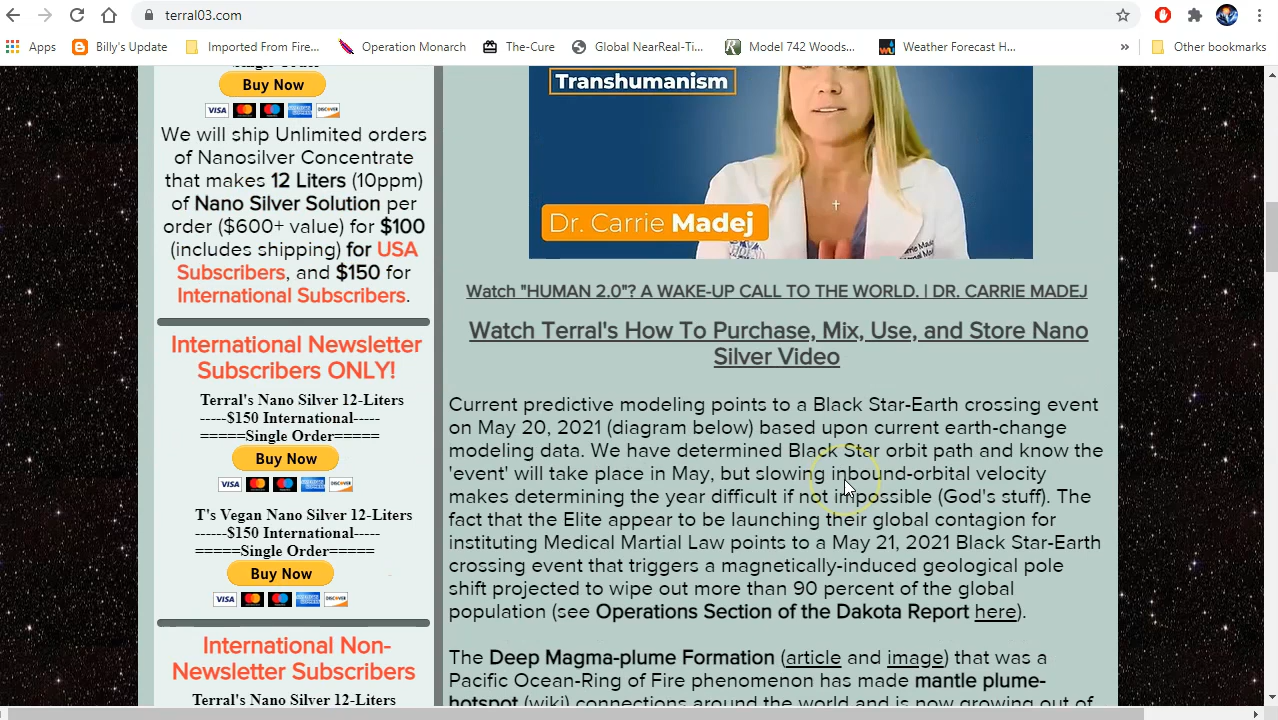 terral03.com
Apps
Billy's Update
Imported From Fire...
Operation Monarch
The-Cure
Global NearReal-Ti...
Model 742 Woods...
Weather Forecast H...
»
Other bookmarks
Buy Now
VISA
DISCOVER
We will ship Unlimited orders
of Nanosilver Concentrate
that makes 12 Liters (10ppm)
of Nano Silver Solution per
order ($600+ value) for $100
(includes shipping) for USA
Subscribers, and $150 for
International Subscribers.
International Newsletter
Subscribers ONLY!
Terral's Nano Silver 12-Liters
-----$150 International-----
=====Single Order=====
Buy Now
VISA
DISCOVER
T's Vegan Nano Silver 12-Liters
-----$150 International-----
=====Single Order=====
Buy Now
VISA
DISCOVER
International Non-
Newsletter Subscribers
Terral's Nano Silver 12-Liters
Transhumanism
Dr. Carrie Madej
Watch "HUMAN 2.0"? A WAKE-UP CALL TO THE WORLD. | DR. CARRIE MADEJ
Watch Terral's How To Purchase, Mix, Use, and Store Nano
Silver Video
Current predictive modeling points to a Black Star-Earth crossing event
on May 20, 2021 (diagram below) based upon current earth-change
modeling data. We have determined Black Star orbit path and know the
'event' will take place in May, but slowing inbound-orbital velocity
makes determining the year difficult if not impossible (God's stuff). The
fact that the Elite appear to be launching their global contagion for
instituting Medical Martial Law points to a May 21, 2021 Black Star-Earth
crossing event that triggers a magnetically-induced geological pole
shift projected to wipe out more than 90 percent of the global
population (see Operations Section of the Dakota Report here).
The Deep Magma-plume Formation (article and image) that was a
Pacific Ocean-Ring of Fire phenomenon has made mantle plume-
hotspot (wiki) connections around the world and is now growing out of